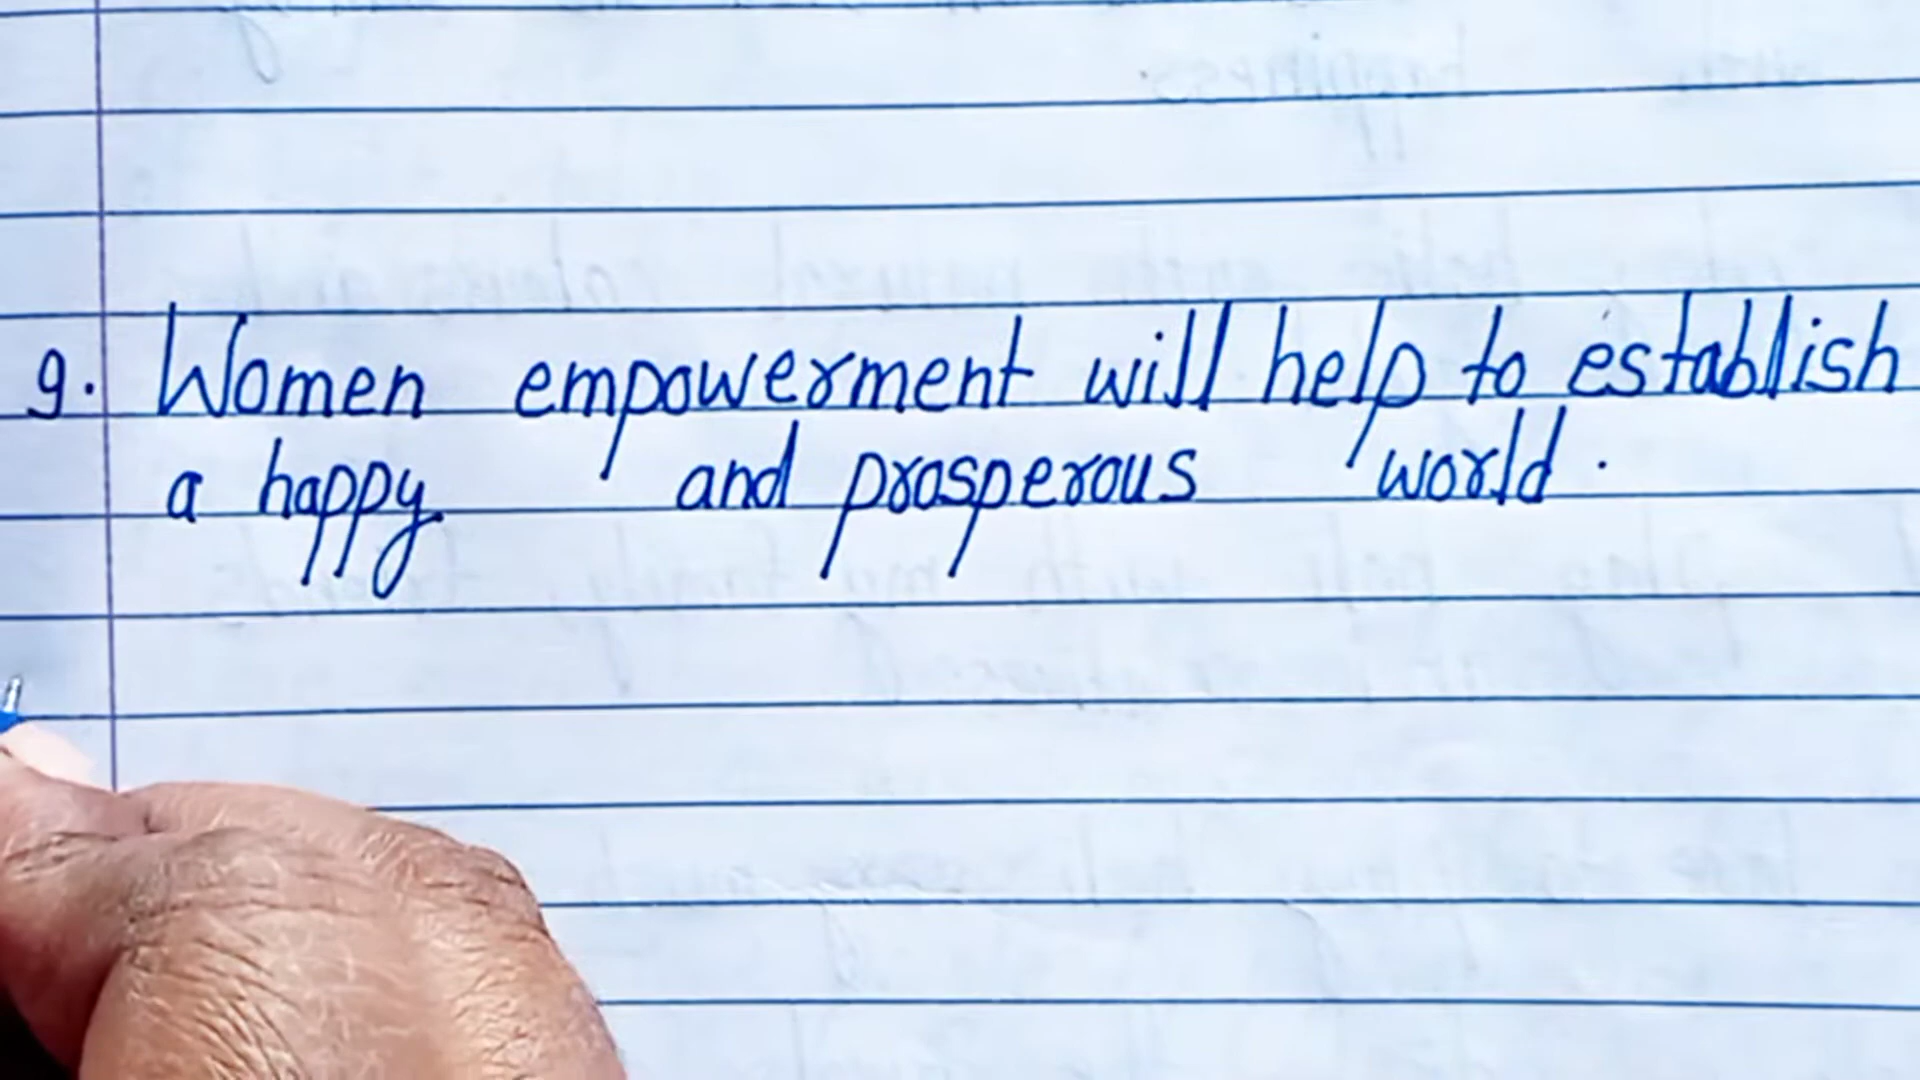 9. Women empowerment will help to establish
a happy and prosperous world.